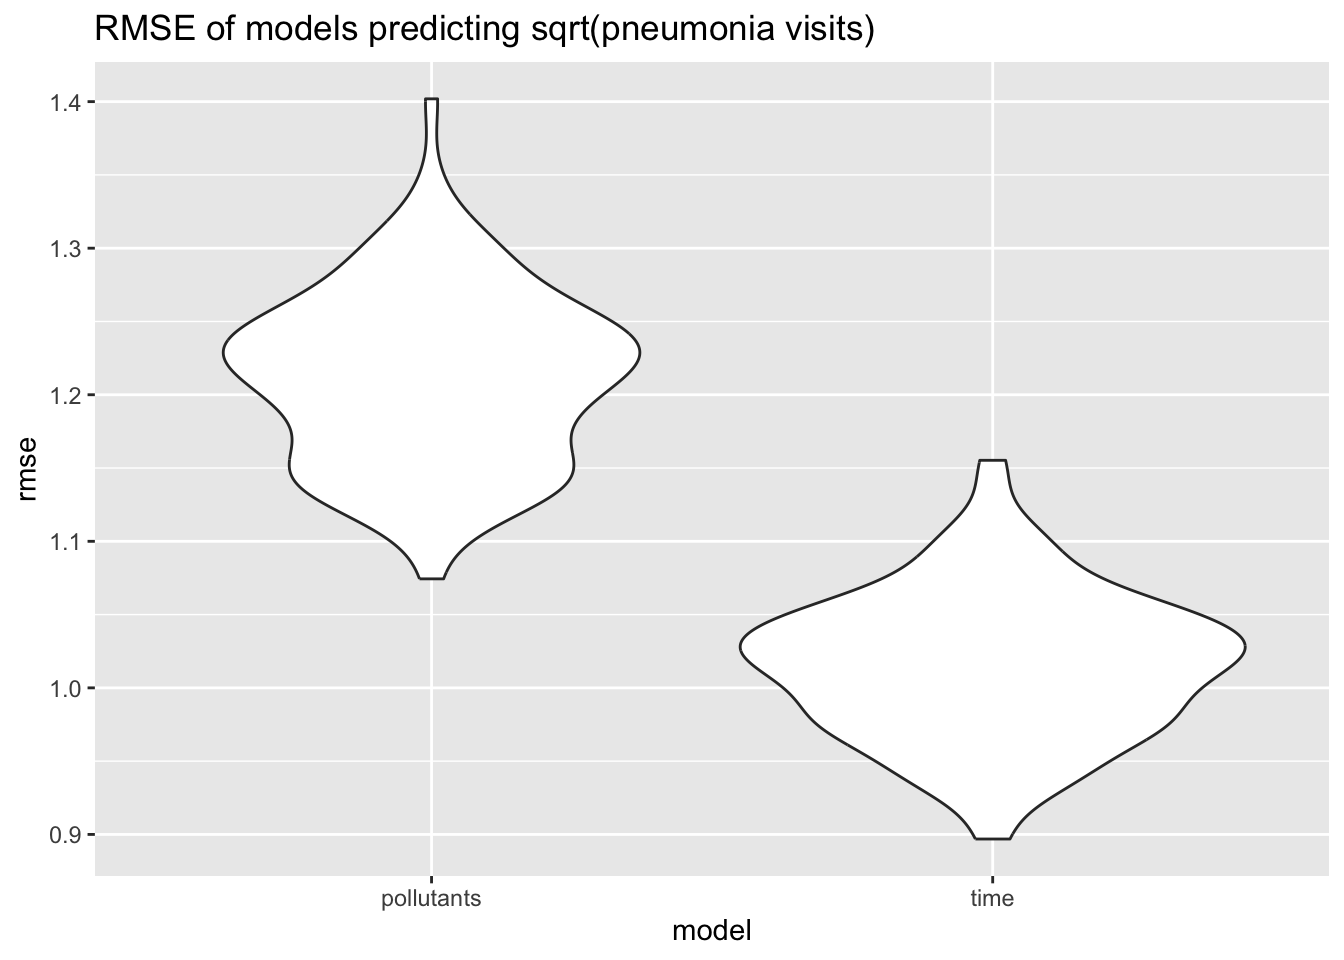 RMSE of models predicting sqrt(pneumonia visits)
1.4
1.3
1.2
1.1
1.0
0.9
rmse
pollutants
time
model